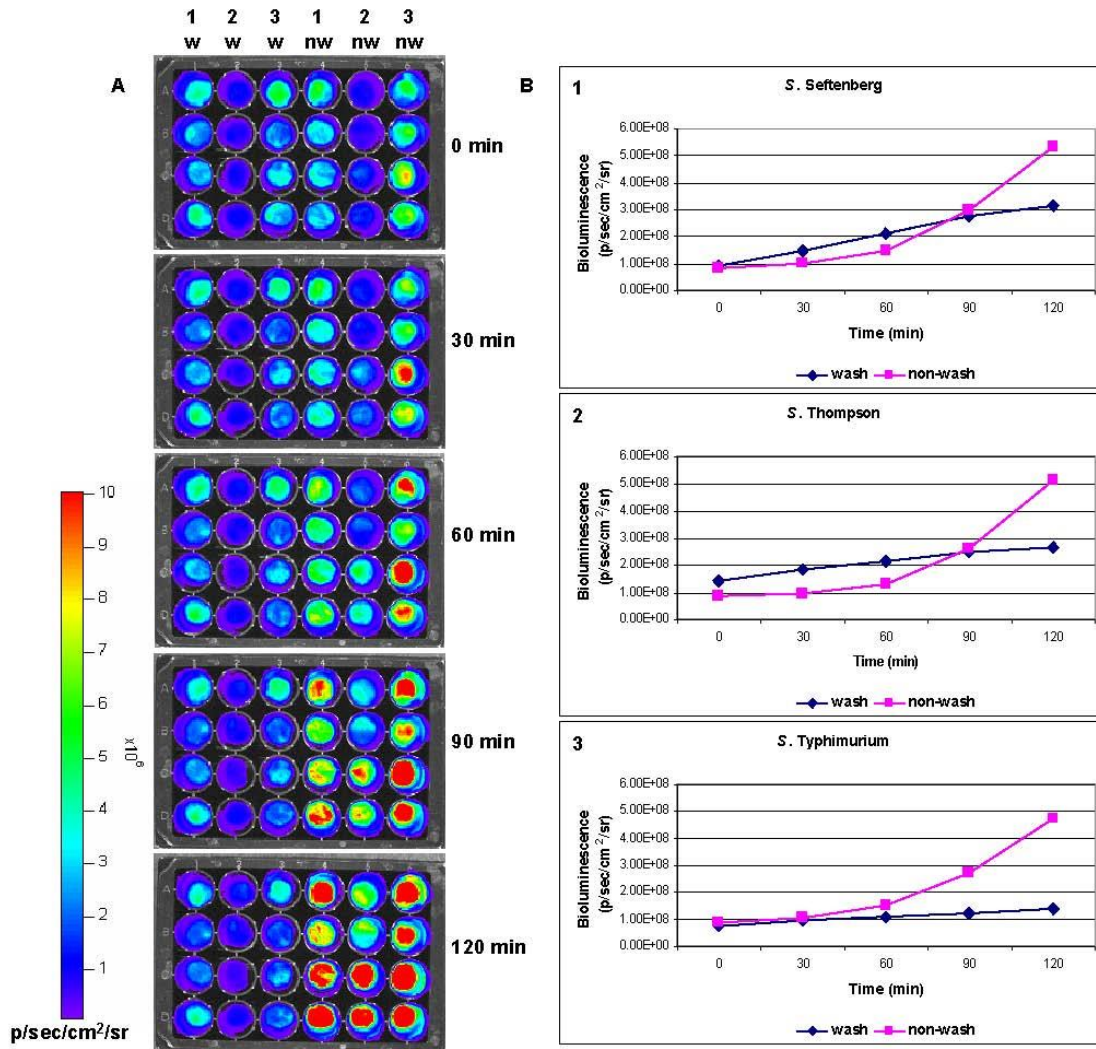 1 2 3 1 2 3
w w w nw nw nw
A
0 min
30 min
60 min
90 min
120 min
10
9
8
7
6
5
4
3
2
1
x10⁶
p/sec/cm²/sr
B
1
S. Seftenberg
6.00E+08
5.00E+08
4.00E+08
3.00E+08
2.00E+08
1.00E+08
0.00E+00
Bioluminescence
(p/sec/cm²/sr)
0 30 60 90 120
Time (min)
wash non-wash
2
S. Thompson
6.00E+08
5.00E+08
4.00E+08
3.00E+08
2.00E+08
1.00E+08
0.00E+00
Bioluminescence
(p/sec/cm²/sr)
0 30 60 90 120
Time (min)
wash non-wash
3
S. Typhimurium
6.00E+08
5.00E+08
4.00E+08
3.00E+08
2.00E+08
1.00E+08
0.00E+00
Bioluminescence
(p/sec/cm²/sr)
0 30 60 90 120
Time (min)
wash non-wash